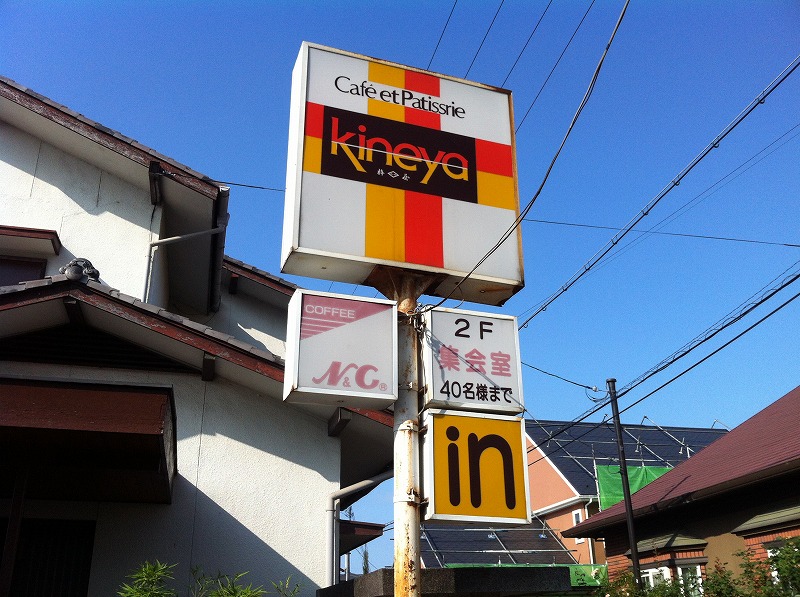 Café et Patissrie
kineya
COFFEE
N&C®
2F
集会室
40名様まで
in